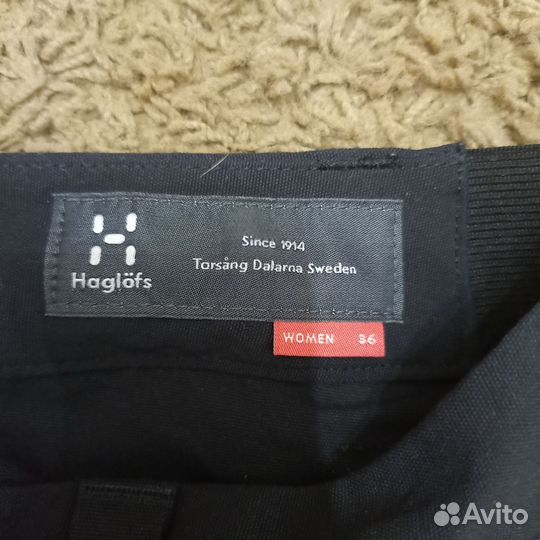 Since 1914
Torsång Dalarna Sweden
Haglöfs
WOMEN 36
Avito